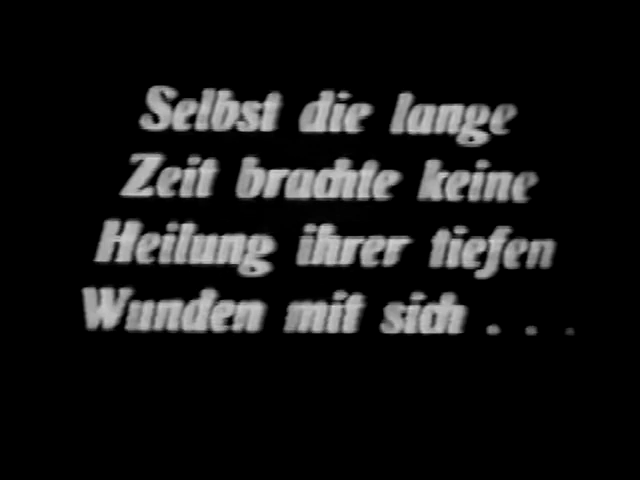 Selbst die lange
Zeit brachte keine
Heilung ihrer tiefen
Wunden mit sich . . .